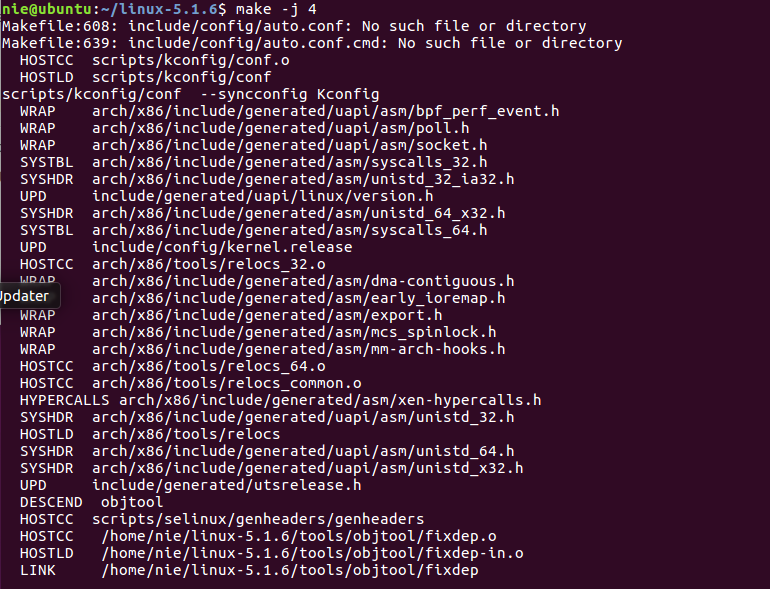 nie@ubuntu:~/linux-5.1.6$ make -j 4
Makefile:608: include/config/auto.conf: No such file or directory
Makefile:639: include/config/auto.conf.cmd: No such file or directory
  HOSTCC  scripts/kconfig/conf.o
  HOSTLD  scripts/kconfig/conf
scripts/kconfig/conf  --syncconfig Kconfig
  WRAP    arch/x86/include/generated/uapi/asm/bpf_perf_event.h
  WRAP    arch/x86/include/generated/uapi/asm/poll.h
  WRAP    arch/x86/include/generated/uapi/asm/socket.h
  SYSTBL  arch/x86/include/generated/asm/syscalls_32.h
  SYSHDR  arch/x86/include/generated/asm/unistd_32_ia32.h
  UPD     include/generated/uapi/linux/version.h
  SYSHDR  arch/x86/include/generated/asm/unistd_64_x32.h
  SYSTBL  arch/x86/include/generated/asm/syscalls_64.h
  UPD     include/config/kernel.release
  HOSTCC  arch/x86/tools/relocs_32.o
  WRAP    arch/x86/include/generated/asm/dma-contiguous.h
Updater
  arch/x86/include/generated/asm/early_ioremap.h
  WRAP    arch/x86/include/generated/asm/export.h
  WRAP    arch/x86/include/generated/asm/mcs_spinlock.h
  WRAP    arch/x86/include/generated/asm/mm-arch-hooks.h
  HOSTCC  arch/x86/tools/relocs_64.o
  HOSTCC  arch/x86/tools/relocs_common.o
  HYPERCALLS arch/x86/include/generated/asm/xen-hypercalls.h
  SYSHDR  arch/x86/include/generated/uapi/asm/unistd_32.h
  HOSTLD  arch/x86/tools/relocs
  SYSHDR  arch/x86/include/generated/uapi/asm/unistd_64.h
  SYSHDR  arch/x86/include/generated/uapi/asm/unistd_x32.h
  UPD     include/generated/utsrelease.h
  DESCEND  objtool
  HOSTCC  scripts/selinux/genheaders/genheaders
  HOSTCC   /home/nie/linux-5.1.6/tools/objtool/fixdep.o
  HOSTLD   /home/nie/linux-5.1.6/tools/objtool/fixdep-in.o
  LINK     /home/nie/linux-5.1.6/tools/objtool/fixdep